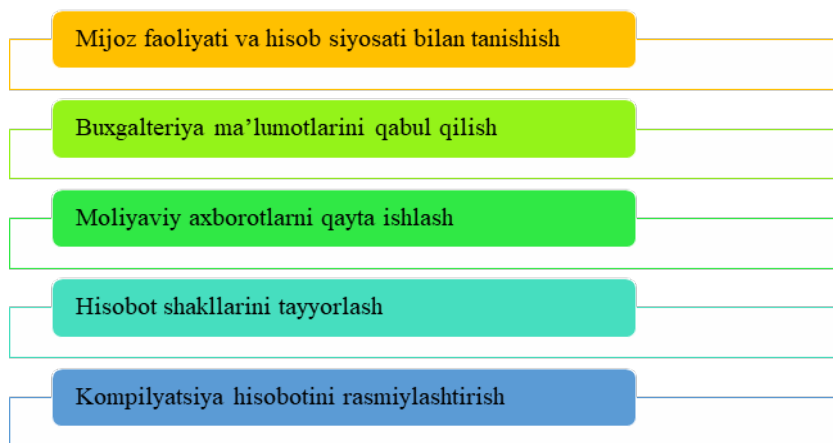 Mijoz faoliyati va hisob siyosati bilan tanishish
Buxgalteriya ma’lumotlarini qabul qilish
Moliyaviy axborotlarni qayta ishlash
Hisobot shakllarini tayyorlash
Kompilyatsiya hisobotini rasmiylashtirish